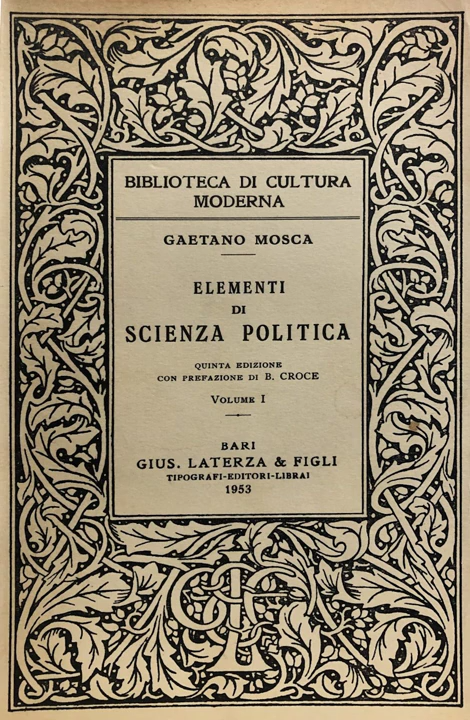 BIBLIOTECA DI CULTURA
MODERNA
GAETANO MOSCA
ELEMENTI
DI
SCIENZA POLITICA
QUINTA EDIZIONE
CON PREFAZIONE DI B. CROCE
VOLUME I
BARI
GIUS. LATERZA & FIGLI
TIPOGRAFI-EDITORI-LIBRAI
1953